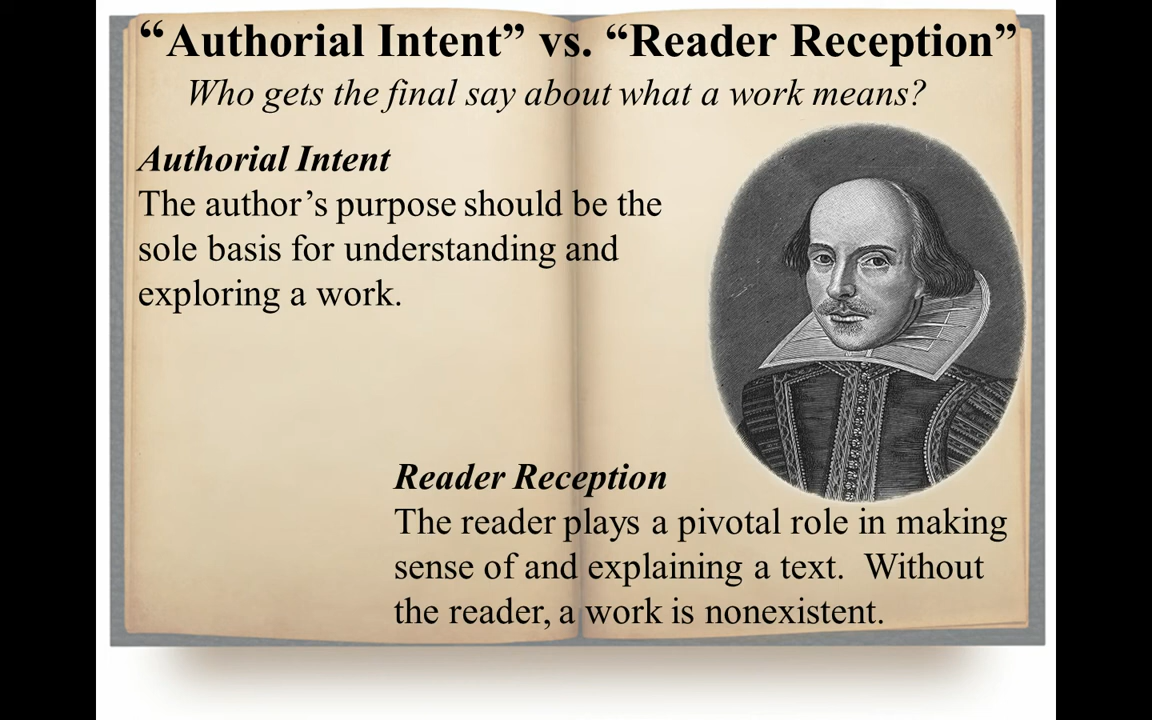 “Authorial Intent” vs. “Reader Reception”
Who gets the final say about what a work means?
Authorial Intent
The author’s purpose should be the
sole basis for understanding and
exploring a work.
Reader Reception
The reader plays a pivotal role in making
sense of and explaining a text.  Without
the reader, a work is nonexistent.